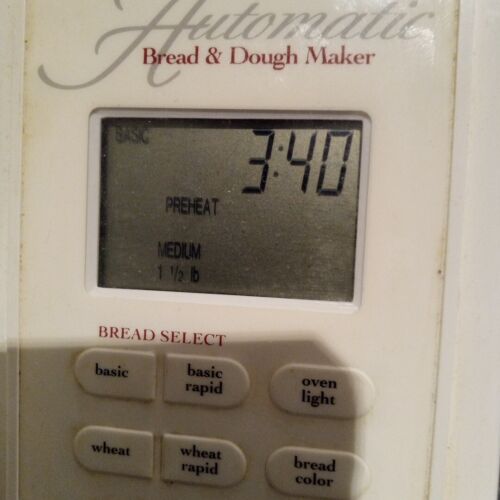 Automatic
Bread & Dough Maker
BASIC
3:40
PREHEAT
MEDIUM
1 1/2 lb
BREAD SELECT
basic
basic
rapid
oven
light
wheat
wheat
rapid
bread
color